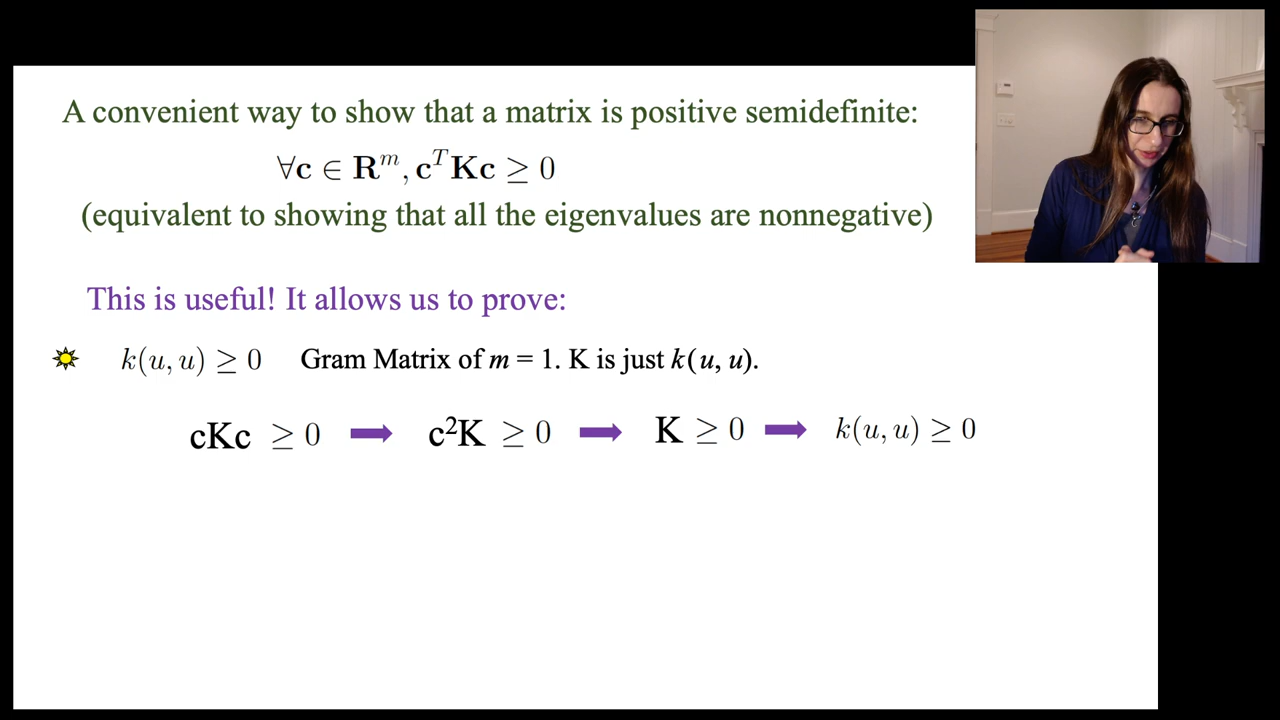 A convenient way to show that a matrix is positive semidefinite:
∀c ∈ Rᵐ, cᵀKc ≥ 0
(equivalent to showing that all the eigenvalues are nonnegative)
This is useful! It allows us to prove:
k(u, u) ≥ 0 Gram Matrix of m = 1. K is just k(u, u).
cKc ≥ 0 ➡ c²K ≥ 0 ➡ K ≥ 0 ➡ k(u, u) ≥ 0